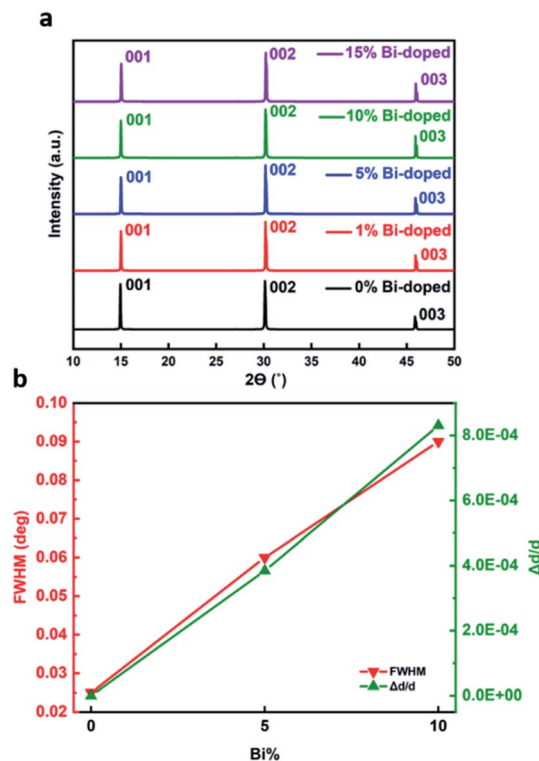 a
001 002 15% Bi-doped 003
001 002 10% Bi-doped 003
001 002 5% Bi-doped 003
001 002 1% Bi-doped 003
001 002 0% Bi-doped 003
Intensity (a.u.)
10 15 20 25 30 35 40 45 50
2Θ (°)
b
0.10
0.09
0.08
0.07
0.06
0.05
0.04
0.03
0.02
FWHM (deg)
8.0E-04
6.0E-04
4.0E-04
2.0E-04
0.0E+00
Δd/d
FWHM
Δd/d
0 5 10
Bi%